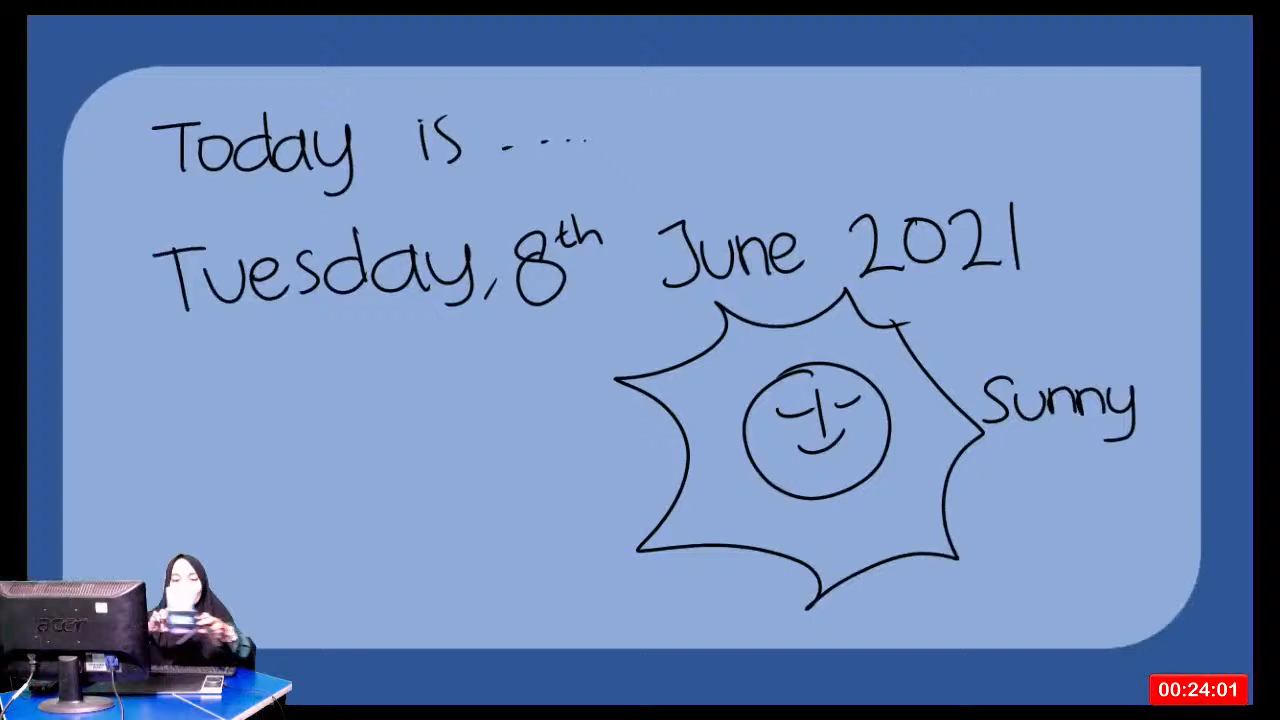 Today is .....
Tuesday, 8th June 2021
Sunny
acer
00:24:01